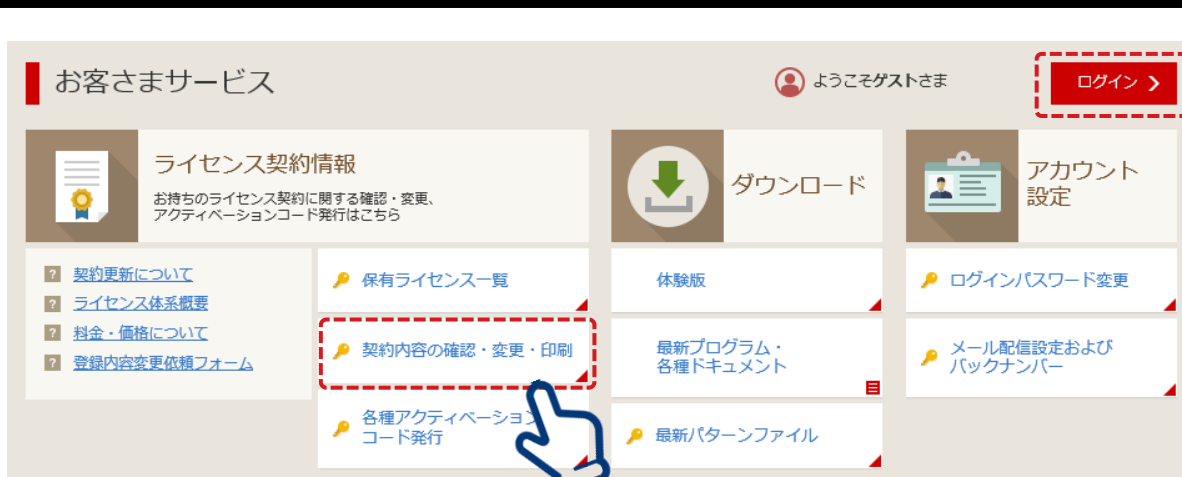 お客さまサービス
ようこそゲストさま
ログイン
ライセンス契約情報
お持ちのライセンス契約に関する確認・変更、
アクティベーションコード発行はこちら
? 契約更新について
? ライセンス体系概要
? 料金・価格について
? 登録内容変更依頼フォーム
保有ライセンス一覧
契約内容の確認・変更・印刷
各種アクティベーション
コード発行
ダウンロード
体験版
最新プログラム・
各種ドキュメント
最新パターンファイル
アカウント
設定
ログインパスワード変更
メール配信設定および
バックナンバー